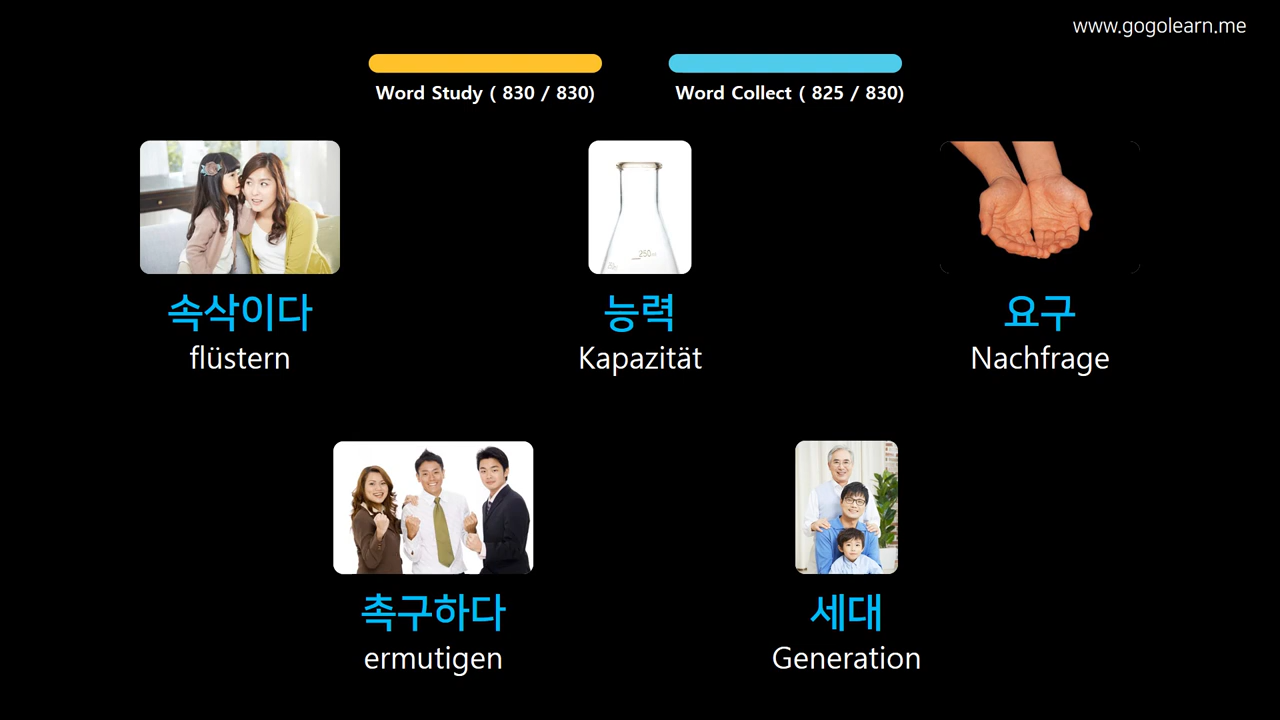 www.gogolearn.me
Word Study ( 830 / 830)
Word Collect ( 825 / 830)
250
속삭이다
flüstern
능력
Kapazität
요구
Nachfrage
촉구하다
ermutigen
세대
Generation